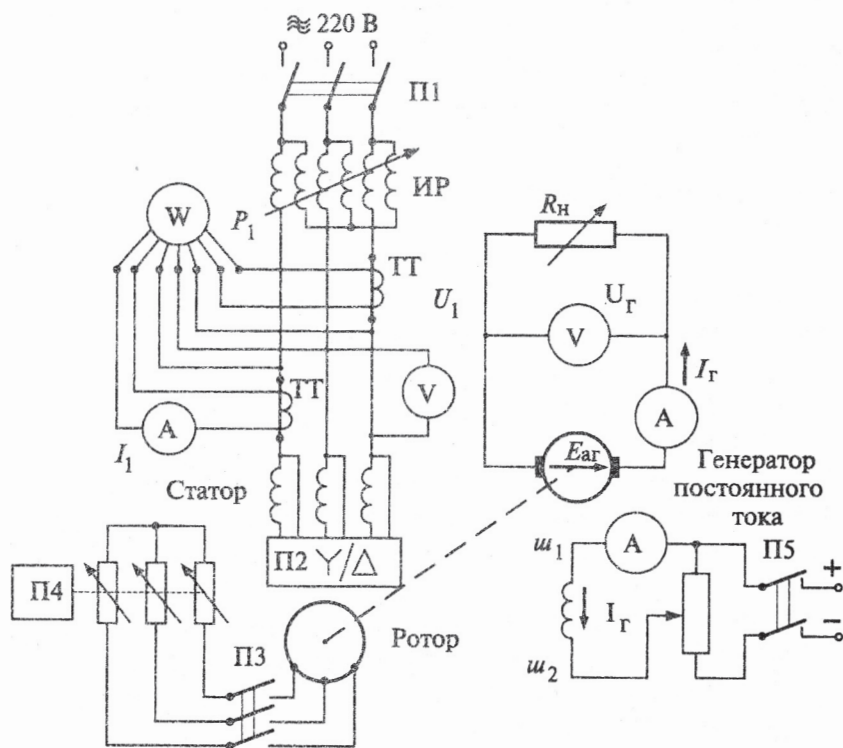 ≋ 220 В
П1
ИР
P₁
W
ТТ
U₁
ТТ
V
A
I₁
Статор
П2 Y/Δ
П4
П3
Ротор
Rн
Uг
V
Iг
A
Eаг
Генератор
постоянного
тока
ш₁
A
П5
+
−
Iг
ш₂